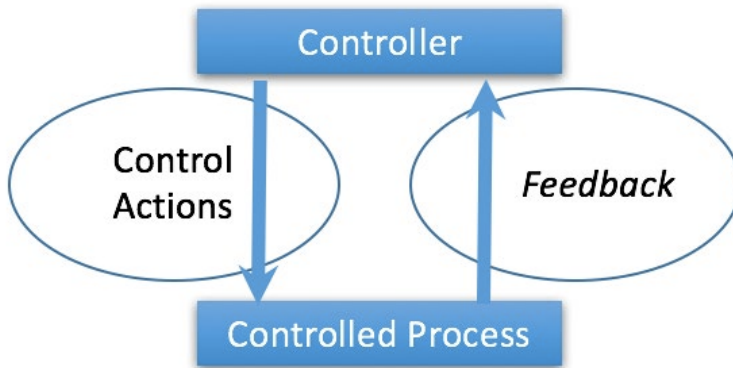 Controller
Control
Actions
Feedback
Controlled Process